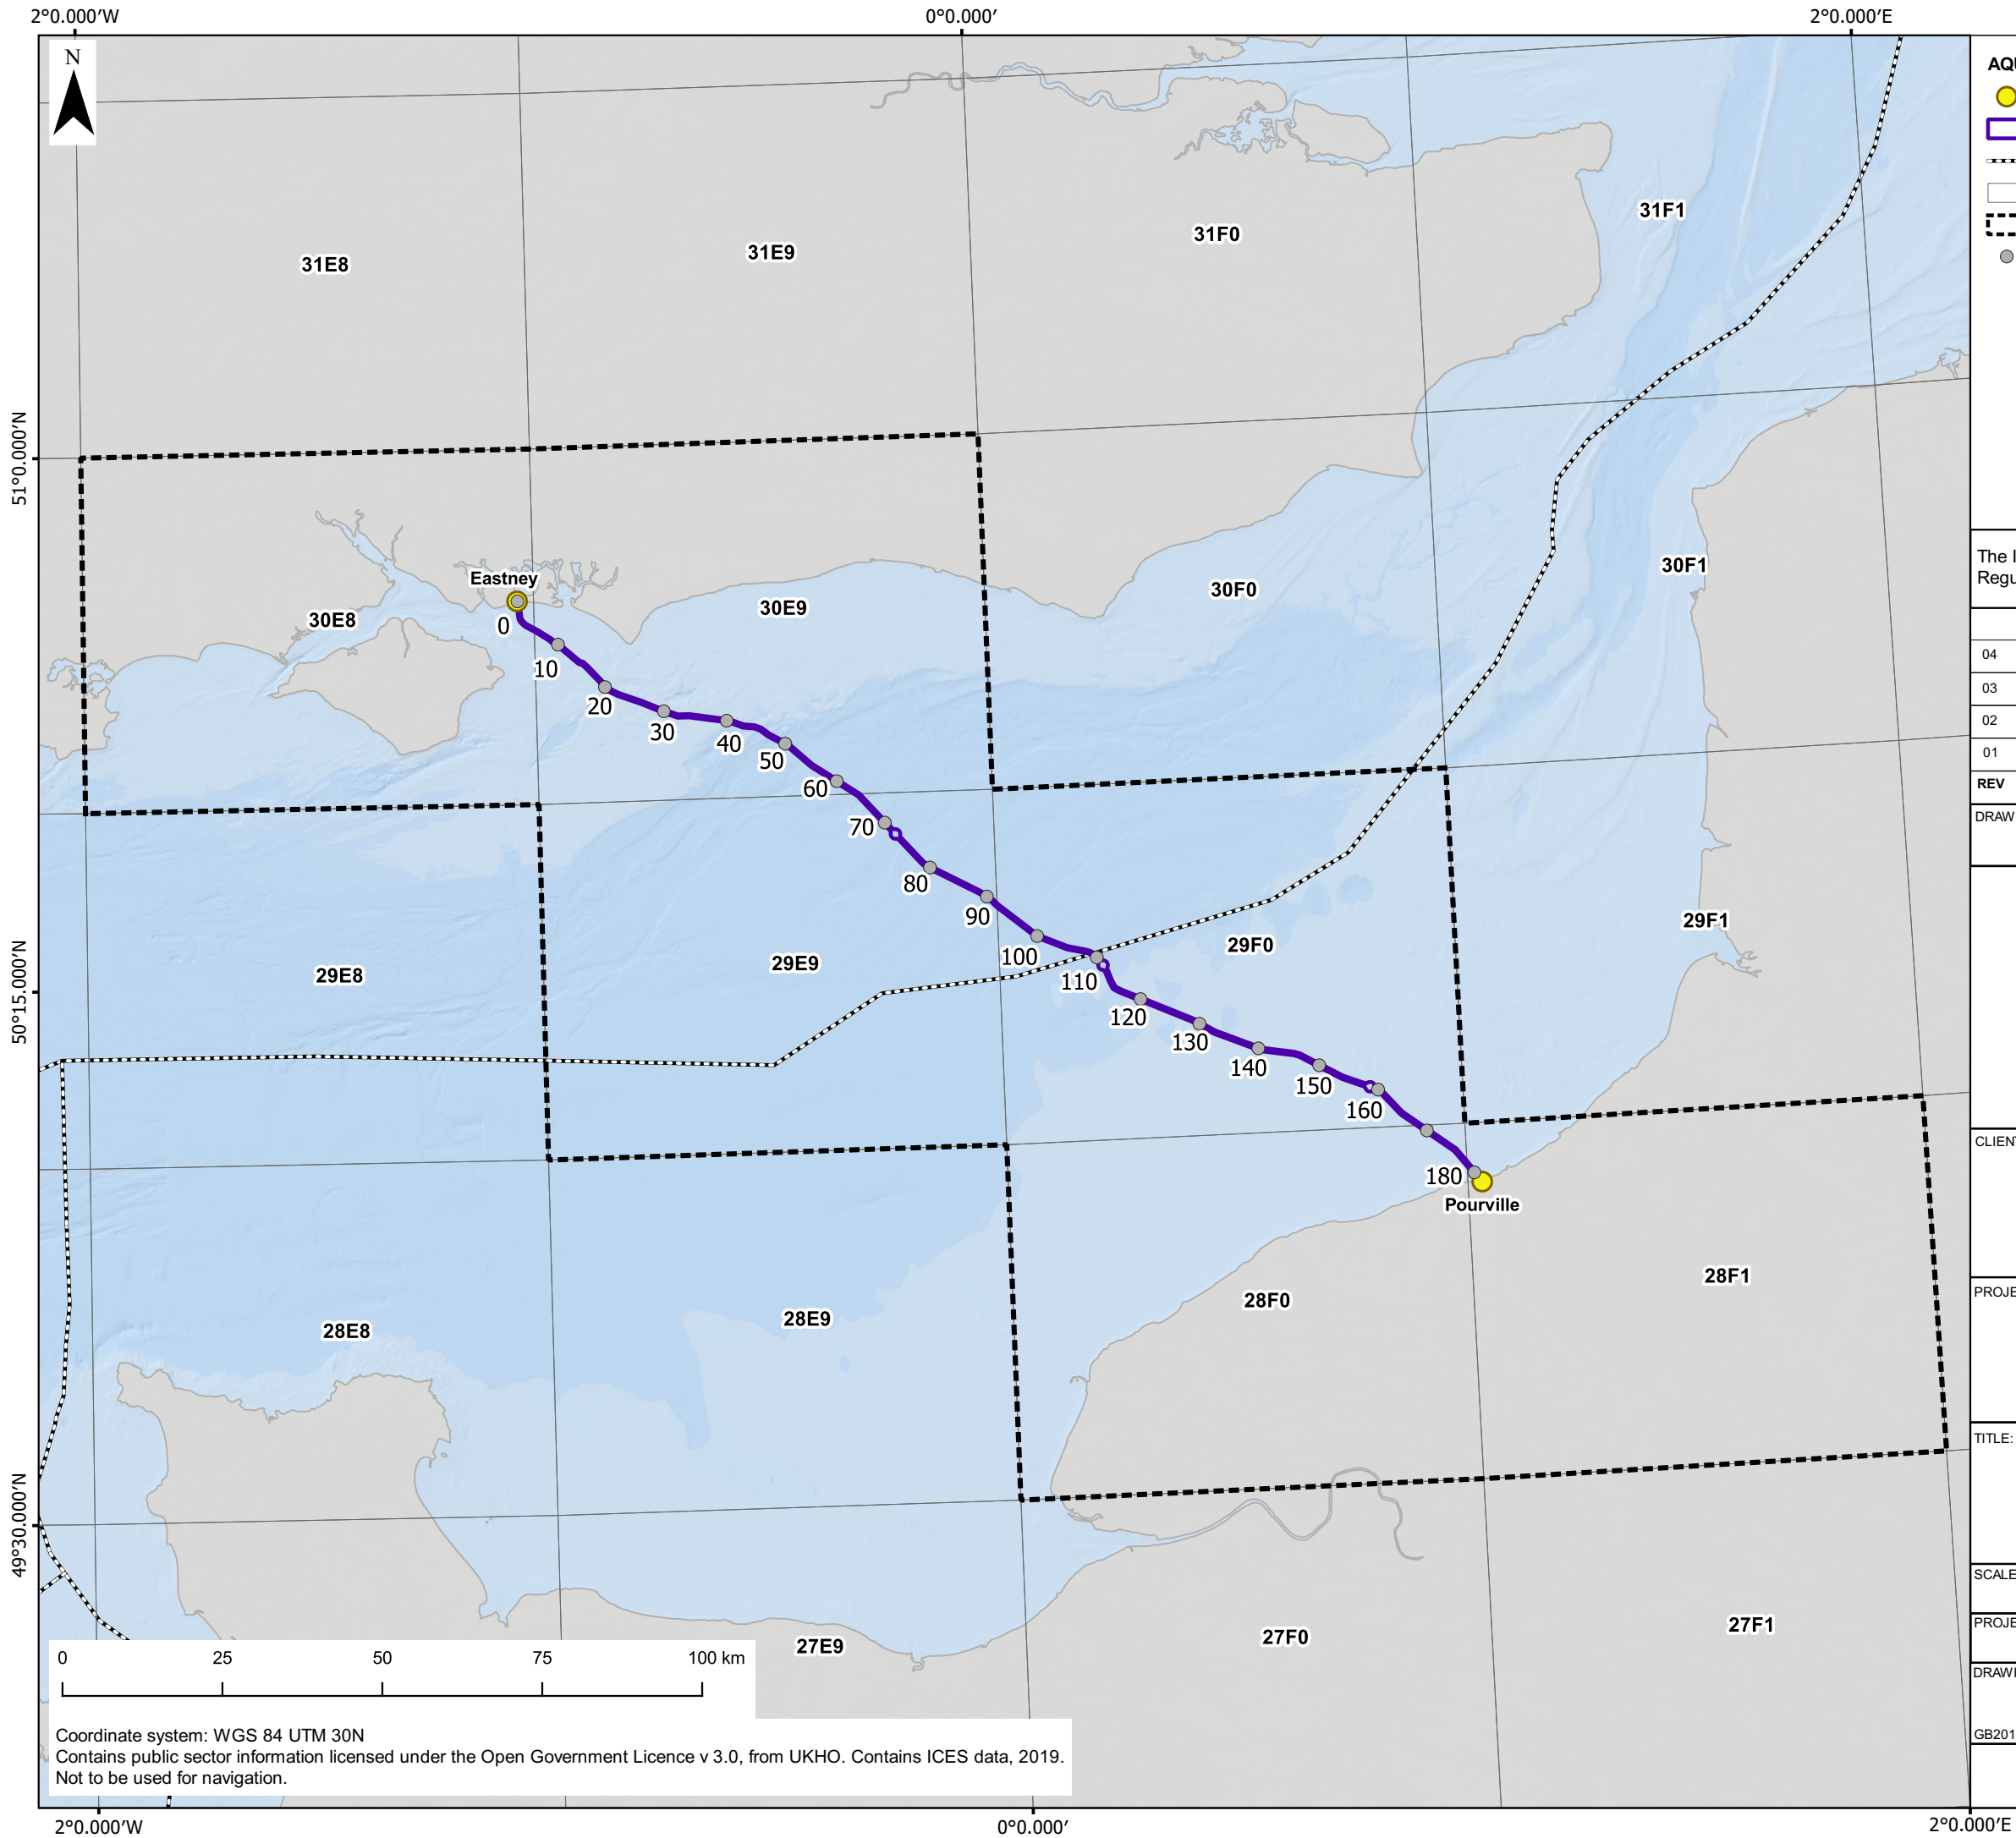 2°0.000′W
0°0.000′
2°0.000′E
N
51°0.000′N
50°15.000′N
49°30.000′N
31E8
31E9
31F0
31F1
30E8
30E9
30F0
30F1
29E8
29E9
29F0
29F1
28E8
28E9
28F0
28F1
27E9
27F0
27F1
Eastney
0
10
20
30
40
50
60
70
80
90
100
110
120
130
140
150
160
180
Pourville
0 25 50 75 100 km
Coordinate system: WGS 84 UTM 30N
Contains public sector information licensed under the Open Government Licence v 3.0, from UKHO. Contains ICES data, 2019.
Not to be used for navigation.
2°0.000′W
0°0.000′
2°0.000′E
AQU
The I
Regu
04
03
02
01
REV
DRAW
CLIENT
PROJE
TITLE:
SCALE
PROJE
DRAWI
GB201